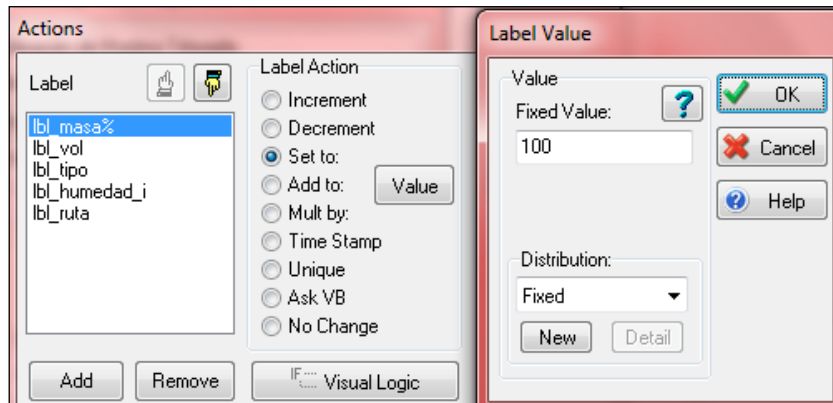 Actions
Label
lbl_masa%
lbl_vol
lbl_tipo
lbl_humedad_i
lbl_ruta
Add
Remove
Label Action
Increment
Decrement
Set to:
Add to:
Value
Mult by:
Time Stamp
Unique
Ask VB
No Change
IF
Visual Logic
Label Value
Value
Fixed Value:
?
100
Distribution:
Fixed
New
Detail
OK
Cancel
? Help